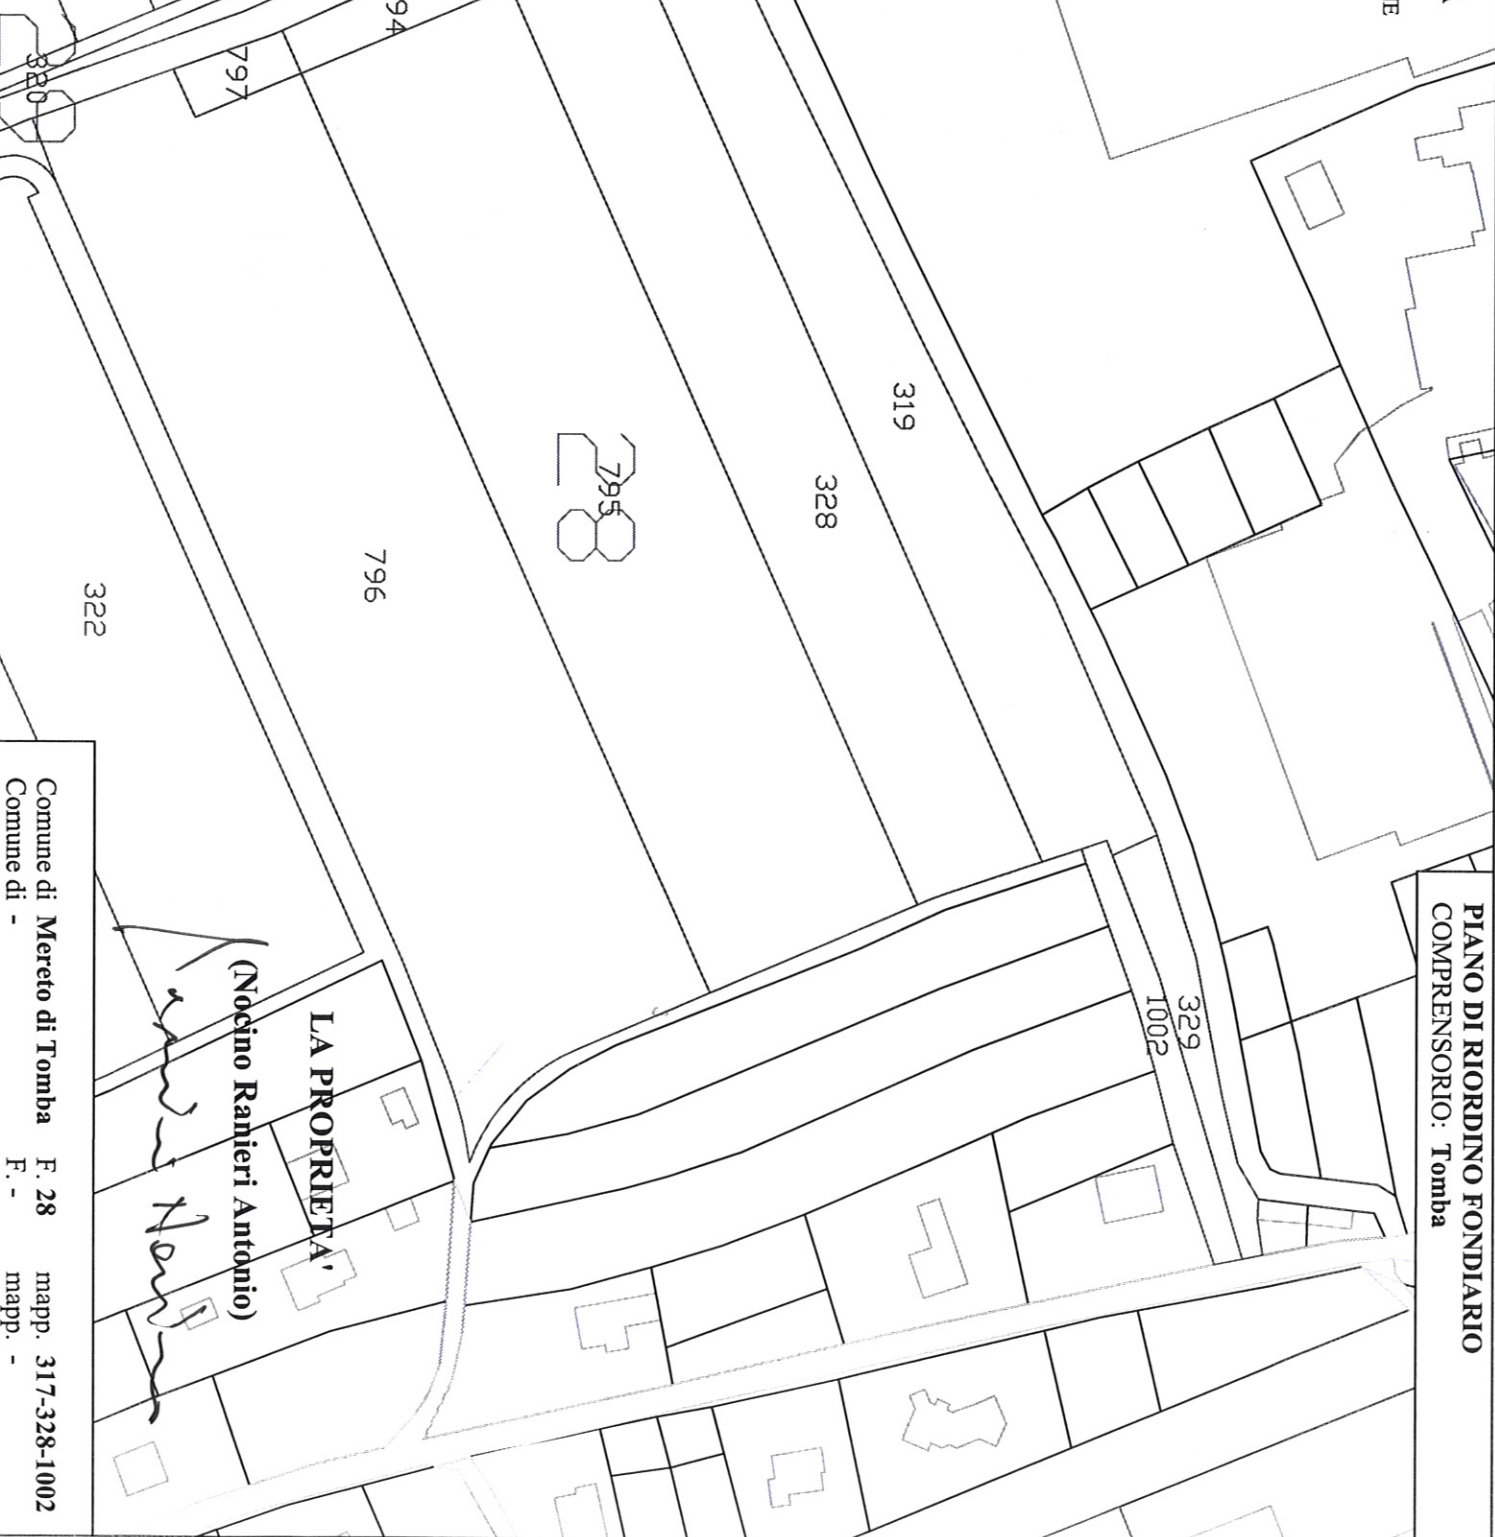 PIANO DI RIORDINO FONDIARIO
COMPRENSORIO: Tomba
329
1002
319
328
28
795
94
796
797
322
320
LA PROPRIETA'
(Nocino Ranieri Antonio)
Comune di Mereto di Tomba F. 28 mapp. 317-328-1002
Comune di - F. - mapp. -